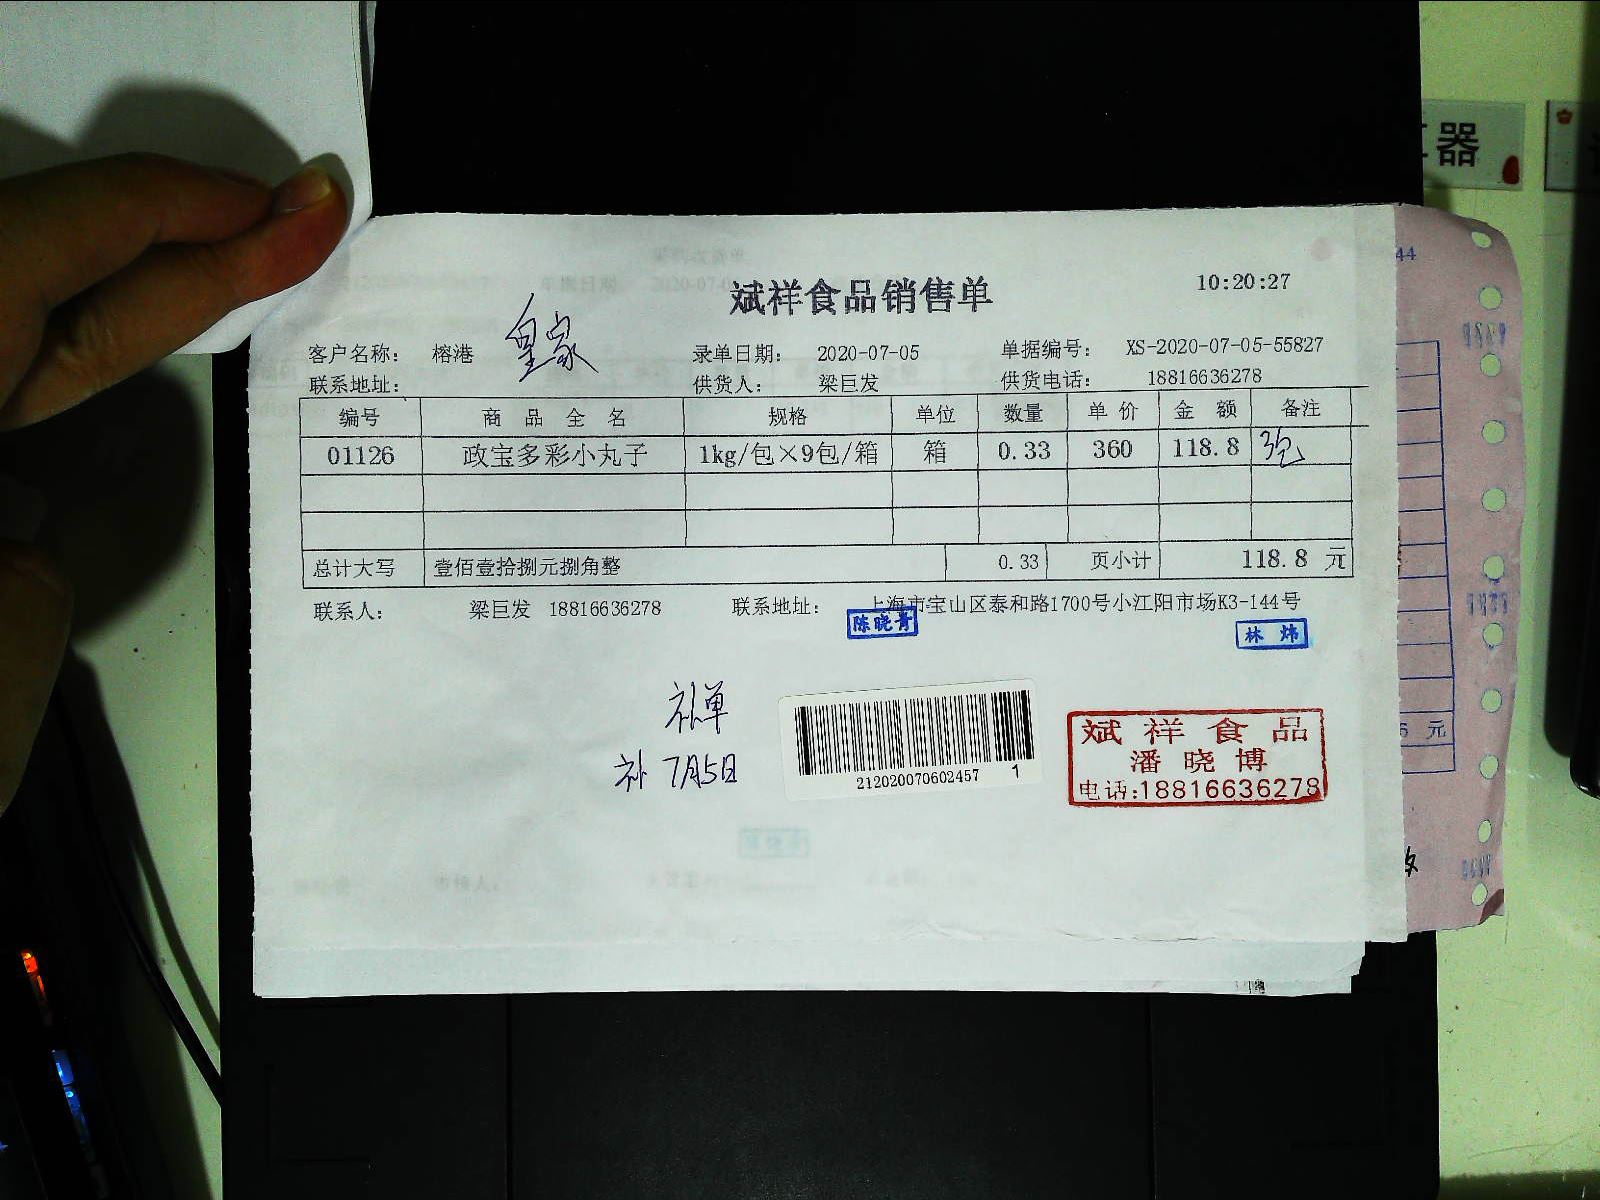 斌祥食品销售单
10:20:27
客户名称： 榕港 皇家 录单日期： 2020-07-05 单据编号： XS-2020-07-05-55827
联系地址： 供货人： 梁巨发 供货电话： 18816636278
编号 商品全名 规格 单位 数量 单价 金额 备注
01126 政宝多彩小丸子 1kg/包×9包/箱 箱 0.33 360 118.8 3包
总计大写 壹佰壹拾捌元捌角整 0.33 页小计 118.8 元
联系人： 梁巨发 18816636278 联系地址： 上海市宝山区泰和路1700号小江阳市场K3-144号
陈晓青
林炜
补单
补 7月5日
212020070602457 1
斌祥食品
潘晓博
电话:18816636278
器
44
元